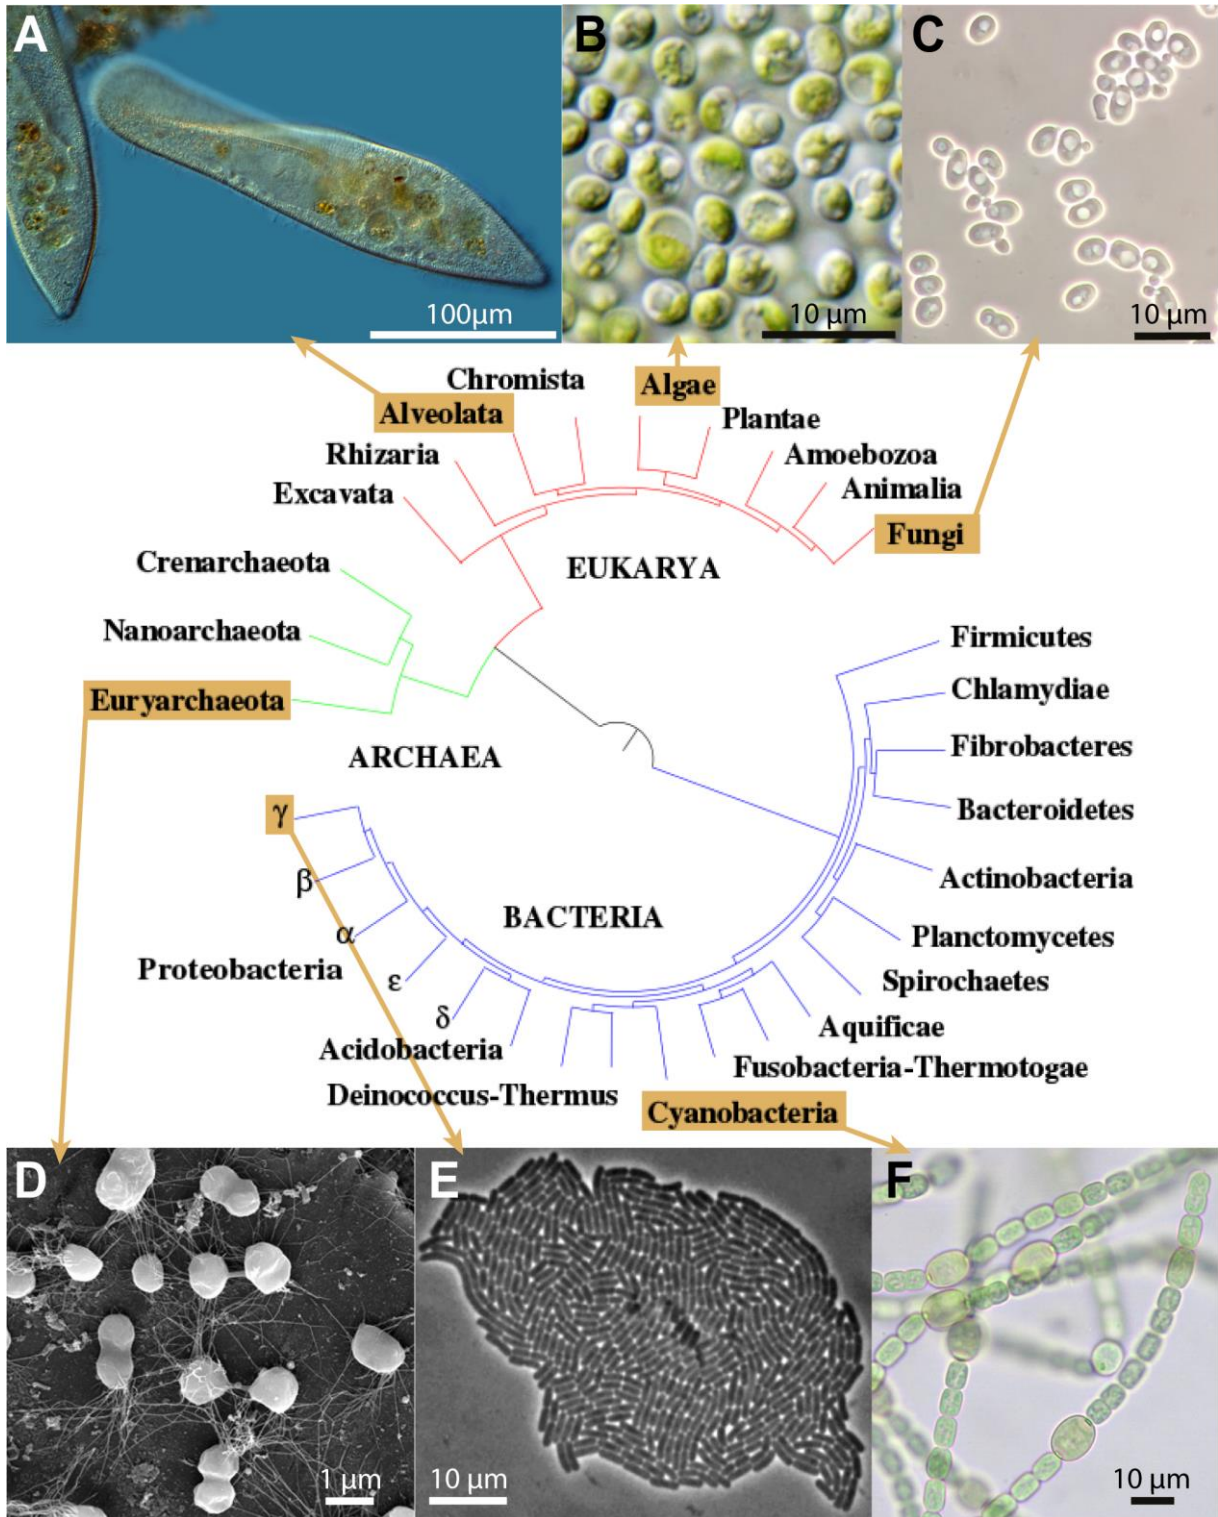 A
B
C
100µm
10 µm
10 µm
Chromista
Algae
Alveolata
Plantae
Rhizaria
Amoebozoa
Excavata
Animalia
Fungi
Crenarchaeota
EUKARYA
Nanoarchaeota
Firmicutes
Euryarchaeota
Chlamydiae
ARCHAEA
Fibrobacteres
γ
Bacteroidetes
β
Actinobacteria
BACTERIA
α
Planctomycetes
Proteobacteria
ε
Spirochaetes
δ
Aquificae
Acidobacteria
Fusobacteria-Thermotogae
Deinococcus-Thermus
Cyanobacteria
D
E
F
1 µm
10 µm
10 µm